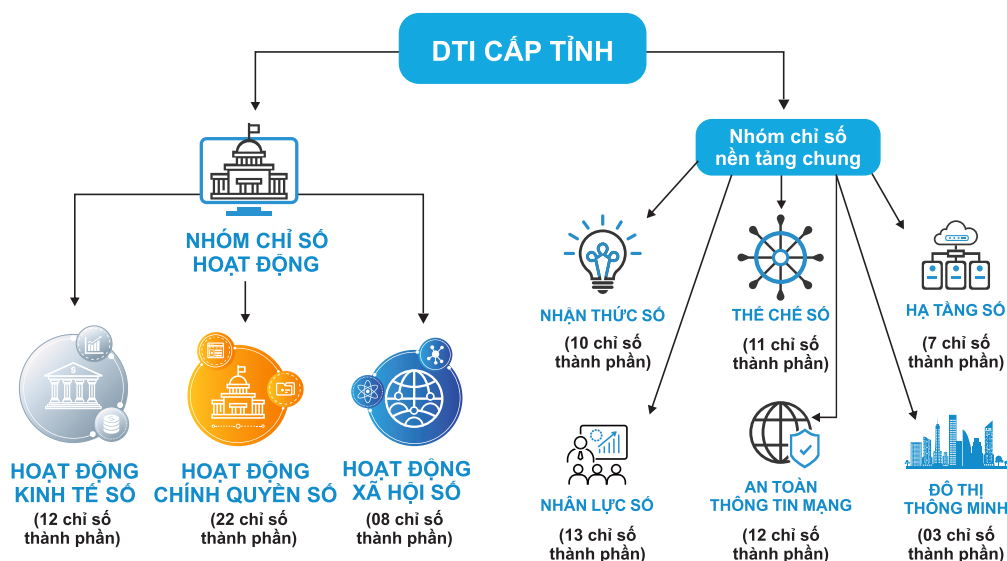 DTI CẤP TỈNH
NHÓM CHỈ SỐ
HOẠT ĐỘNG
HOẠT ĐỘNG
KINH TẾ SỐ
(12 chỉ số
thành phần)
HOẠT ĐỘNG
CHÍNH QUYỀN SỐ
(22 chỉ số
thành phần)
HOẠT ĐỘNG
XÃ HỘI SỐ
(08 chỉ số
thành phần)
Nhóm chỉ số
nền tảng chung
NHẬN THỨC SỐ
(10 chỉ số
thành phần)
THỂ CHẾ SỐ
(11 chỉ số
thành phần)
HẠ TẦNG SỐ
(7 chỉ số
thành phần)
NHÂN LỰC SỐ
(13 chỉ số
thành phần)
AN TOÀN
THÔNG TIN MẠNG
(12 chỉ số
thành phần)
ĐÔ THỊ
THÔNG MINH
(03 chỉ số
thành phần)